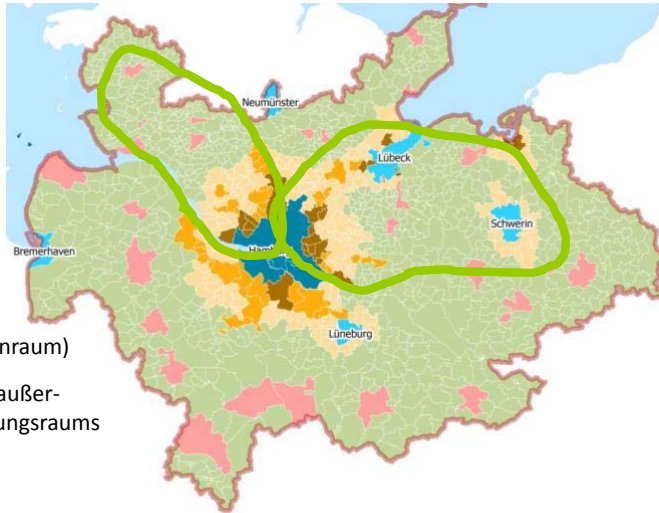 Neumünster
Lübeck
Schwerin
Bremerhaven
Lüneburg
nraum)
außer-
ungsraums